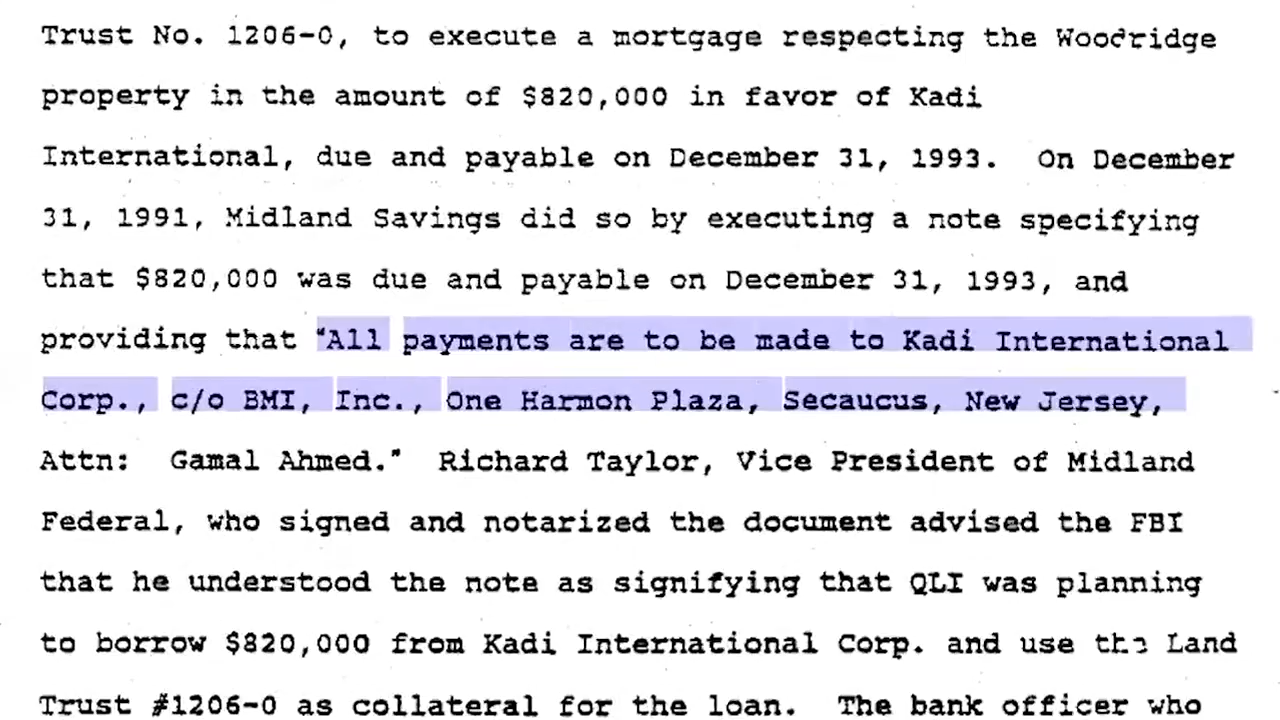 Trust No. 1206-0, to execute a mortgage respecting the Woodridge
property in the amount of $820,000 in favor of Kadi
International, due and payable on December 31, 1993. On December
31, 1991, Midland Savings did so by executing a note specifying
that $820,000 was due and payable on December 31, 1993, and
providing that "All payments are to be made to Kadi International
Corp., c/o BMI, Inc., One Harmon Plaza, Secaucus, New Jersey,
Attn: Gamal Ahmed." Richard Taylor, Vice President of Midland
Federal, who signed and notarized the document advised the FBI
that he understood the note as signifying that QLI was planning
to borrow $820,000 from Kadi International Corp. and use the Land
Trust #1206-0 as collateral for the loan. The bank officer who